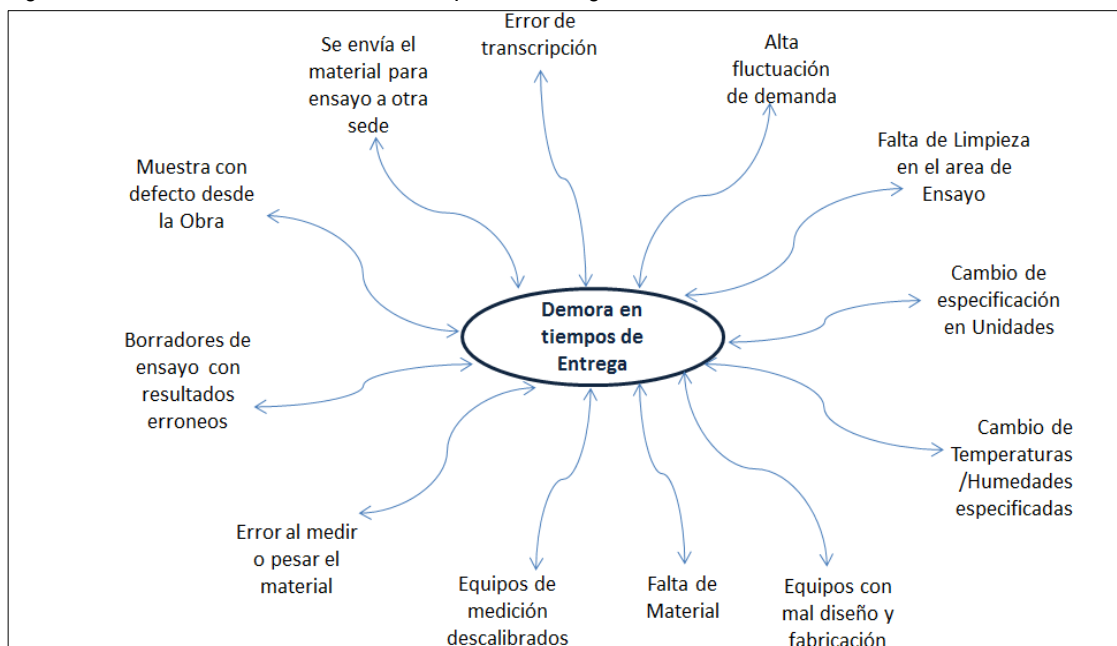 Error de
transcripción
Se envía el
material para
ensayo a otra
sede
Alta
fluctuación
de demanda
Muestra con
defecto desde
la Obra
Falta de Limpieza
en el area de
Ensayo
Demora en
tiempos de
Entrega
Cambio de
especificación
en Unidades
Borradores de
ensayo con
resultados
erroneos
Cambio de
Temperaturas
/Humedades
especificadas
Error al medir
o pesar el
material
Equipos de
medición
descalibrados
Falta de
Material
Equipos con
mal diseño y
fabricación